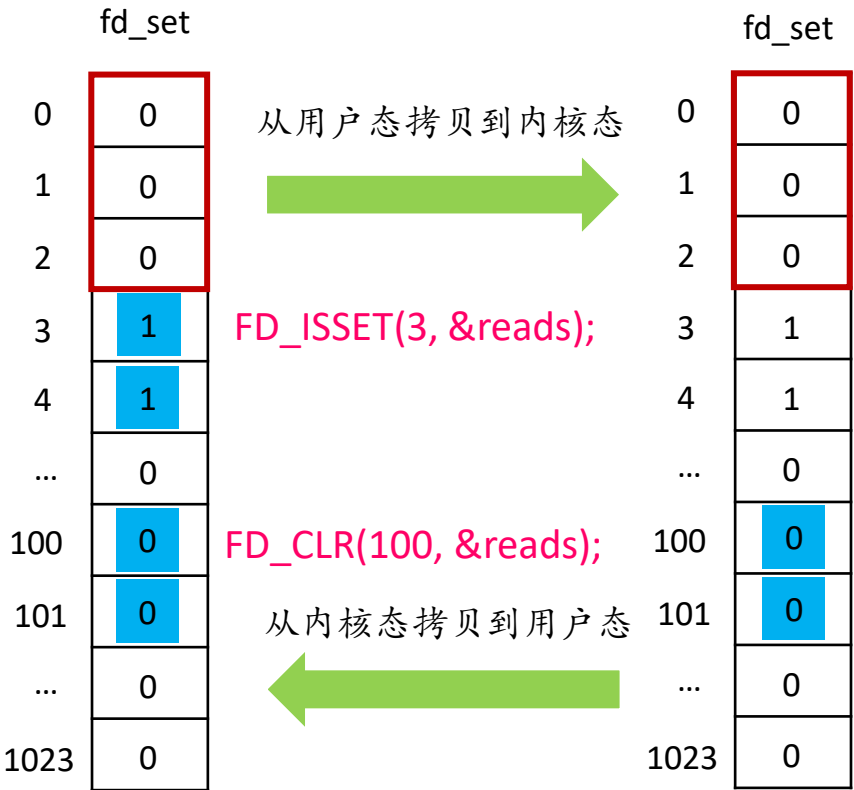 fd_set
fd_set
0 0 从用户态拷贝到内核态 0 0
1 0 1 0
2 0 2 0
3 1 FD_ISSET(3, &reads); 3 1
4 1 4 1
... 0 ... 0
100 0 FD_CLR(100, &reads); 100 0
101 0 从内核态拷贝到用户态 101 0
... 0 ... 0
1023 0 1023 0